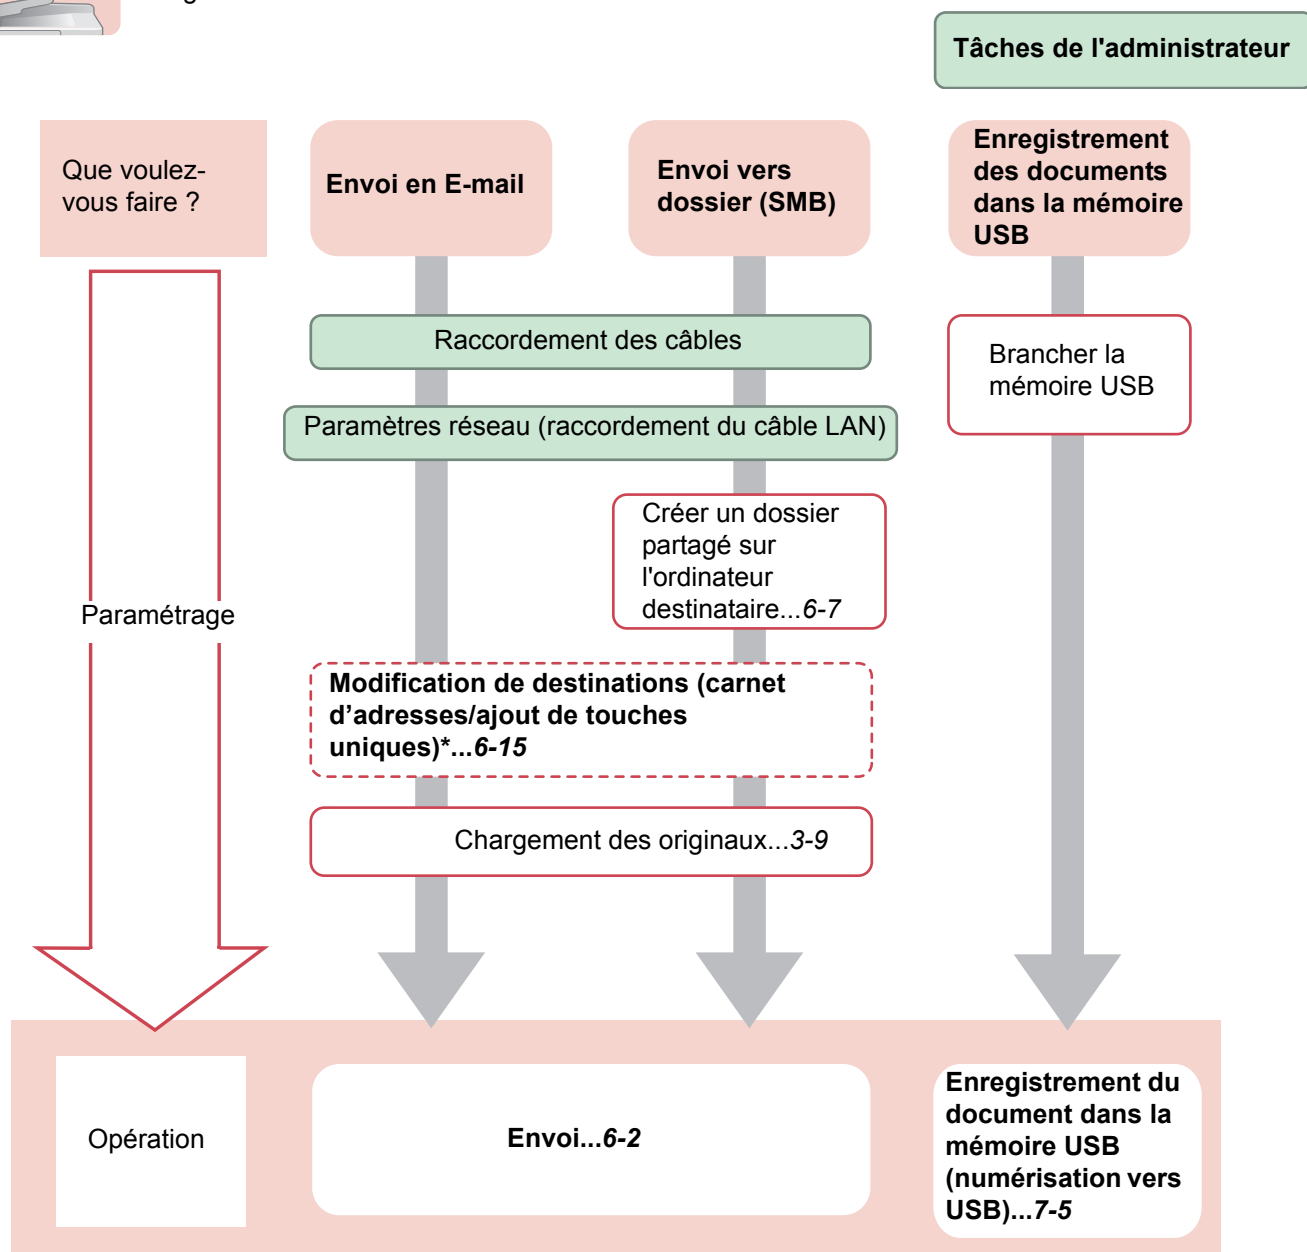 Tâches de l'administrateur
Que voulez-
vous faire ?
Envoi en E-mail
Envoi vers
dossier (SMB)
Enregistrement
des documents
dans la mémoire
USB
Raccordement des câbles
Brancher la
mémoire USB
Paramètres réseau (raccordement du câble LAN)
Créer un dossier
partagé sur
l'ordinateur
destinataire...6-7
Paramétrage
Modification de destinations (carnet
d’adresses/ajout de touches
uniques)*...6-15
Chargement des originaux...3-9
Opération
Envoi...6-2
Enregistrement du
document dans la
mémoire USB
(numérisation vers
USB)...7-5